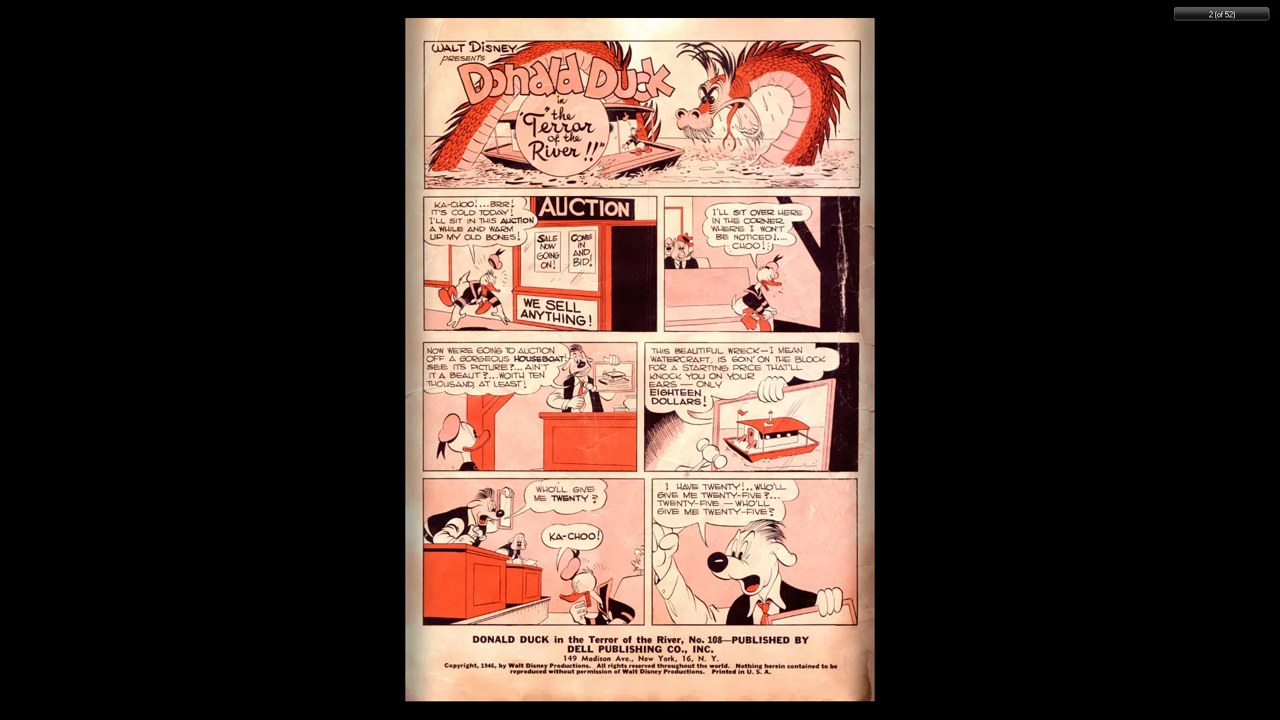 2 (of 52)
WALT DISNEY
PRESENTS
Donald Duck
in
"the
Terror
of the
River!!"
KA-CHOO!...BRR!
IT'S COLD TODAY!
I'LL SIT IN THIS AUCTION
A WHILE AND WARM
UP MY OLD BONES!
AUCTION
SALE
NOW
GOING
ON!
COME
IN
AND
BID!
WE SELL
ANYTHING!
I'LL SIT OVER HERE
IN THE CORNER
WHERE I WON'T
BE NOTICED!....
CHOO!
NOW WE'RE GOING TO AUCTION
OFF A GORGEOUS HOUSEBOAT!
SEE ITS PICTURE?... AIN'T
IT A BEAUT?...WOITH TEN
THOUSAND, AT LEAST!
THIS BEAUTIFUL WRECK—I MEAN
WATERCRAFT, IS GOIN' ON THE BLOCK
FOR A STARTING PRICE THAT'LL
KNOCK YOU ON YOUR
EARS — ONLY
EIGHTEEN
DOLLARS!
WHO'LL GIVE
ME TWENTY?
KA-CHOO!
I HAVE TWENTY!..WHO'LL
GIVE ME TWENTY-FIVE?...
TWENTY-FIVE — WHO'LL
GIVE ME TWENTY-FIVE?
DONALD DUCK in the Terror of the River, No. 108—PUBLISHED BY
DELL PUBLISHING CO., INC.
149 Madison Ave., New York, 16, N. Y.
Copyright, 1946, by Walt Disney Productions. All rights reserved throughout the world. Nothing herein contained to be
reproduced without permission of Walt Disney Productions. Printed in U. S. A.